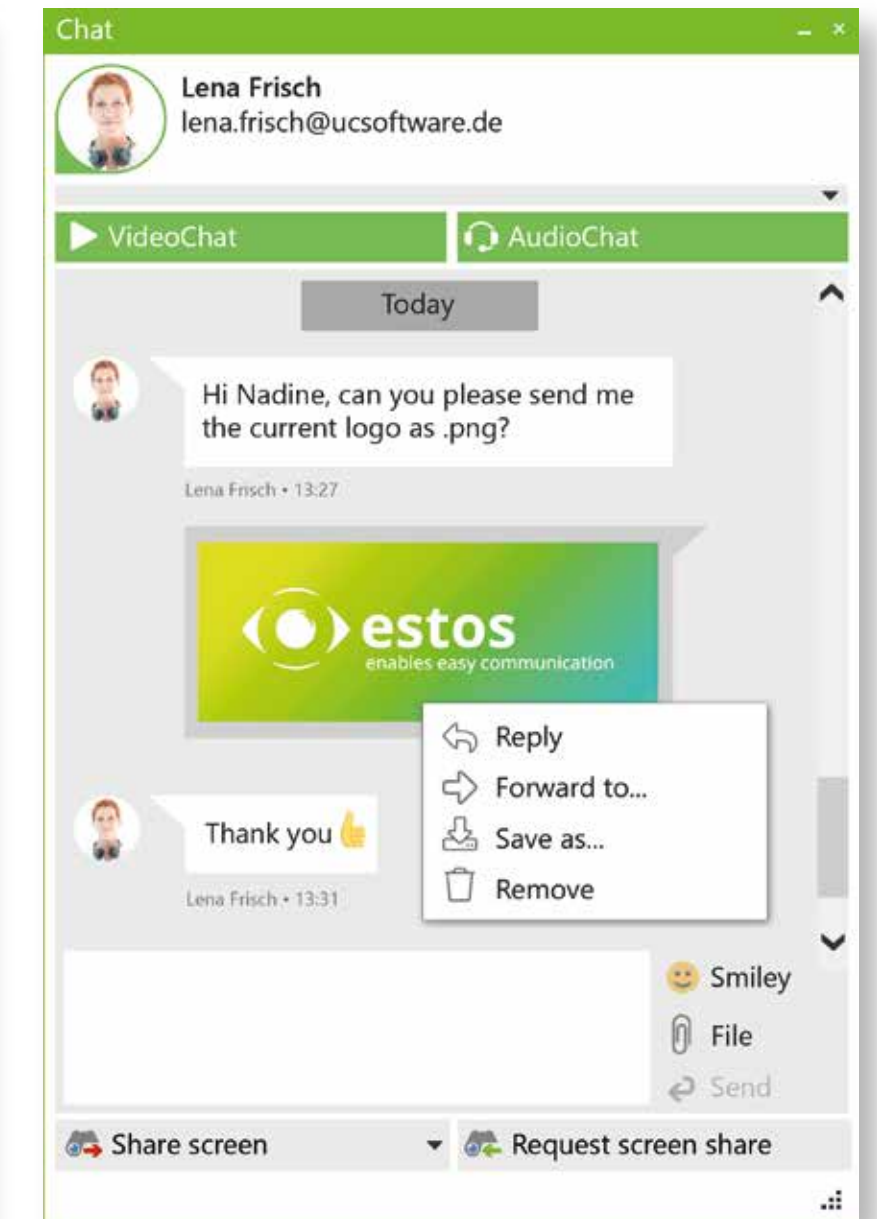 Chat
Lena Frisch
lena.frisch@ucsoftware.de
VideoChat
AudioChat
Today
Hi Nadine, can you please send me
the current logo as .png?
Lena Frisch • 13:27
estos
enables easy communication
Reply
Forward to...
Save as...
Remove
Thank you
Lena Frisch • 13:31
Smiley
File
Send
Share screen
Request screen share